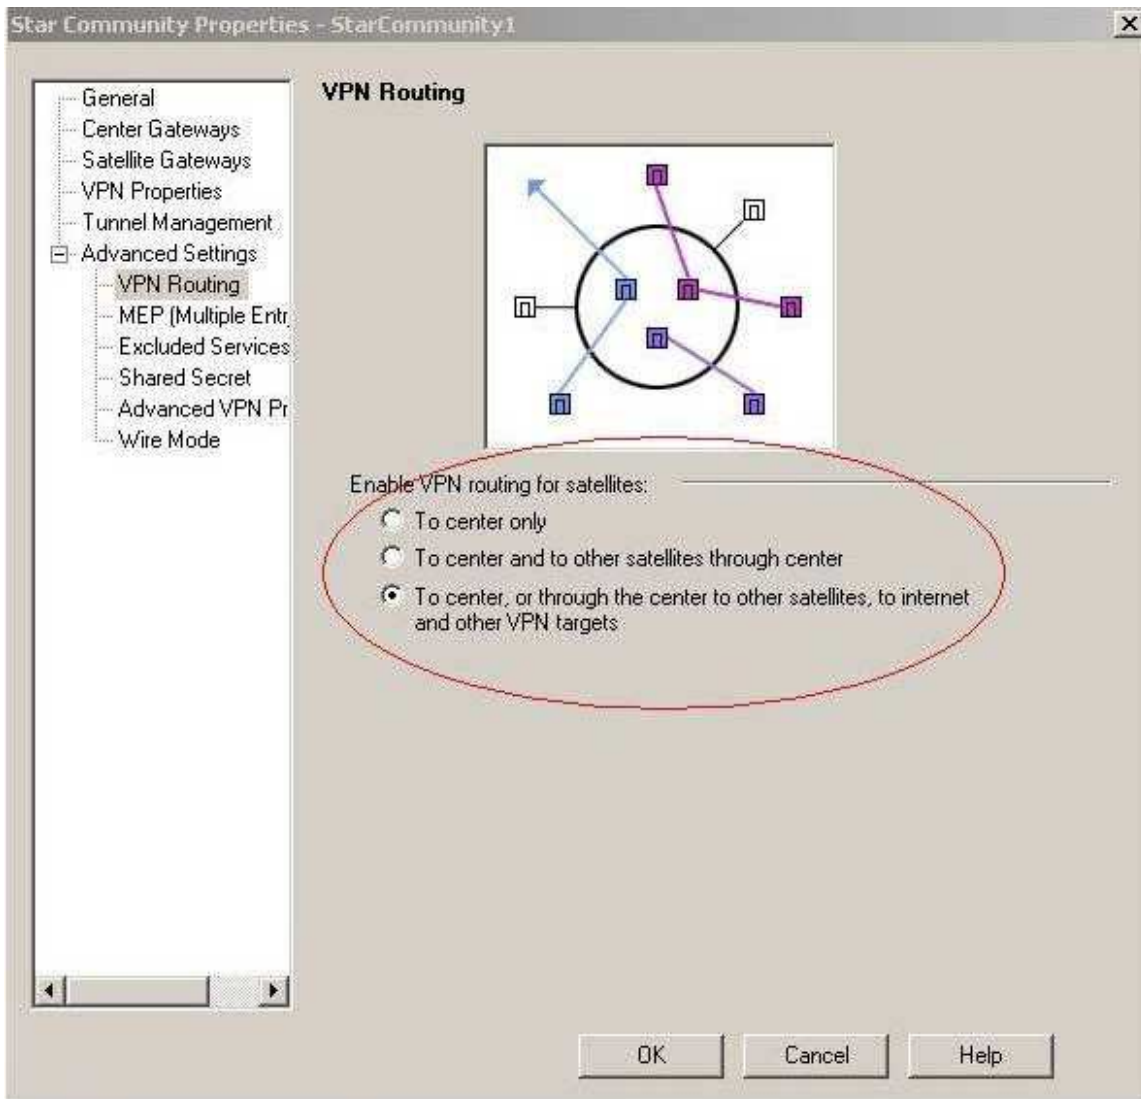 Star Community Properties - StarCommunity1
General
Center Gateways
Satellite Gateways
VPN Properties
Tunnel Management
Advanced Settings
VPN Routing
MEP (Multiple Entr
Excluded Services
Shared Secret
Advanced VPN Pr
Wire Mode
VPN Routing
Enable VPN routing for satellites:
To center only
To center and to other satellites through center
To center, or through the center to other satellites, to internet
and other VPN targets
OK
Cancel
Help